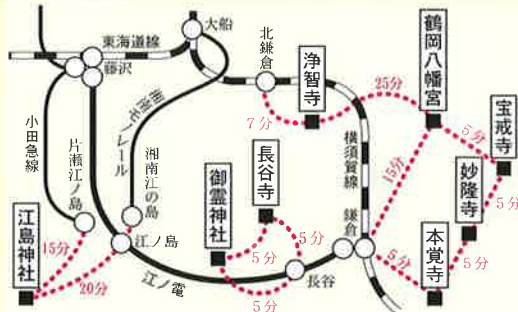 大船
東海道線
藤沢
北鎌倉
浄智寺
鶴岡八幡宮
7分
25分
宝戒寺
5分
小田急線
片瀬江ノ島
湘南モノレール
湘南江の島
御霊神社
長谷寺
横須賀線
15分
妙隆寺
5分
江島神社
15分
20分
江ノ島
江ノ電
5分
5分
5分
長谷
鎌倉
5分
本覚寺
5分